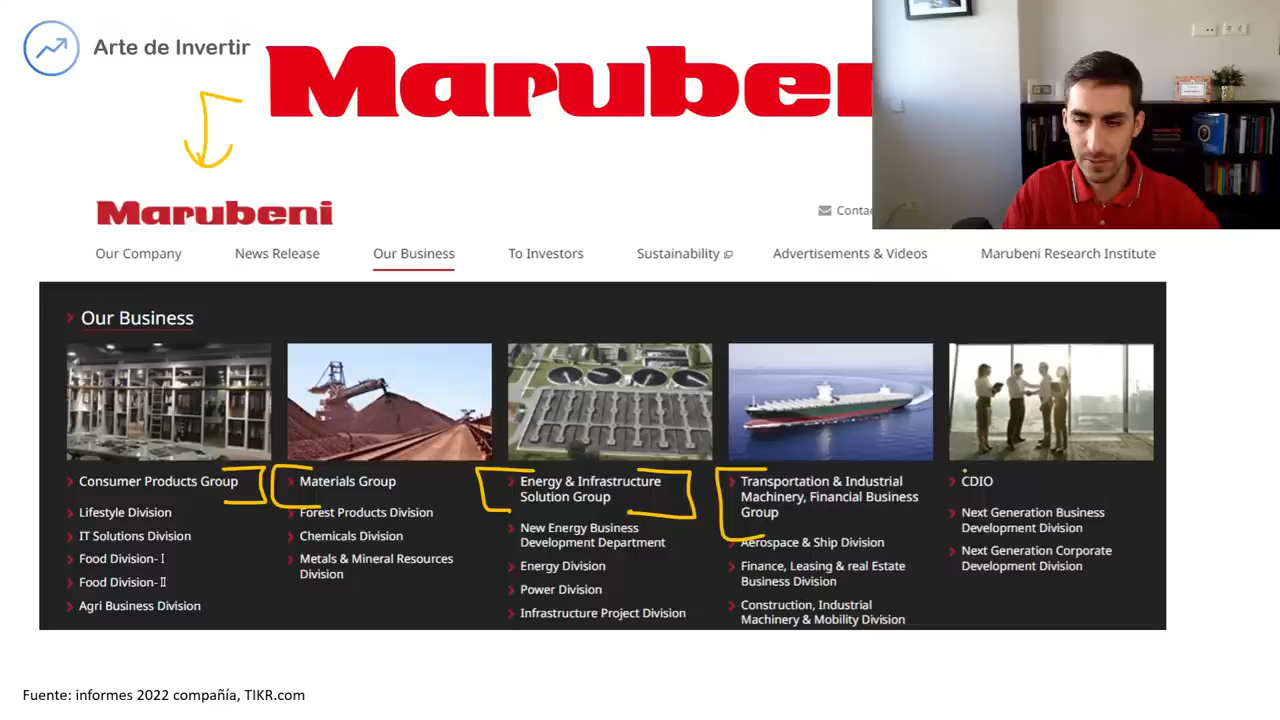 Arte de Invertir
Marubeni
Marubeni
Our Company
News Release
Our Business
To Investors
Sustainability
Advertisements & Videos
Marubeni Research Institute
Our Business
Consumer Products Group
Lifestyle Division
IT Solutions Division
Food Division-Ⅰ
Food Division-Ⅱ
Agri Business Division
Materials Group
Forest Products Division
Chemicals Division
Metals & Mineral Resources
Division
Energy & Infrastructure
Solution Group
New Energy Business
Development Department
Energy Division
Power Division
Infrastructure Project Division
Transportation & Industrial
Machinery, Financial Business
Group
Aerospace & Ship Division
Finance, Leasing & real Estate
Business Division
Construction, Industrial
Machinery & Mobility Division
CDIO
Next Generation Business
Development Division
Next Generation Corporate
Development Division
Fuente: informes 2022 compañía, TIKR.com